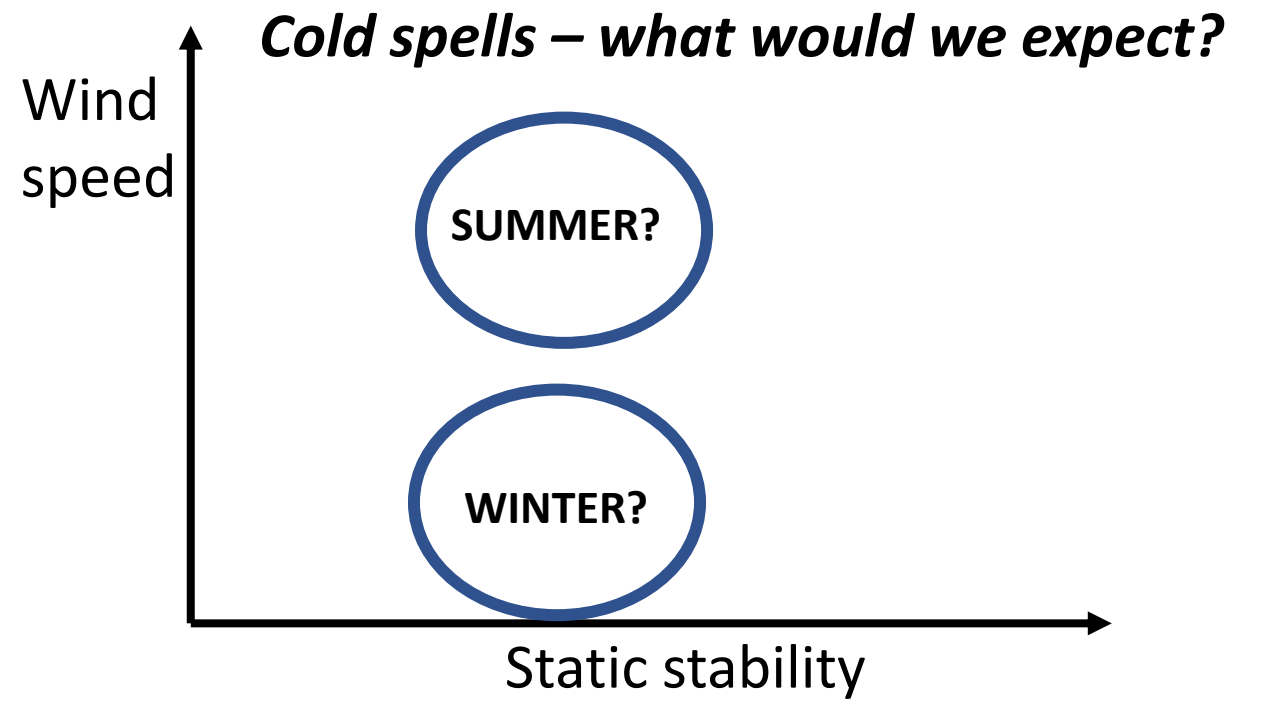 Cold spells – what would we expect?
Wind
speed
SUMMER?
WINTER?
Static stability